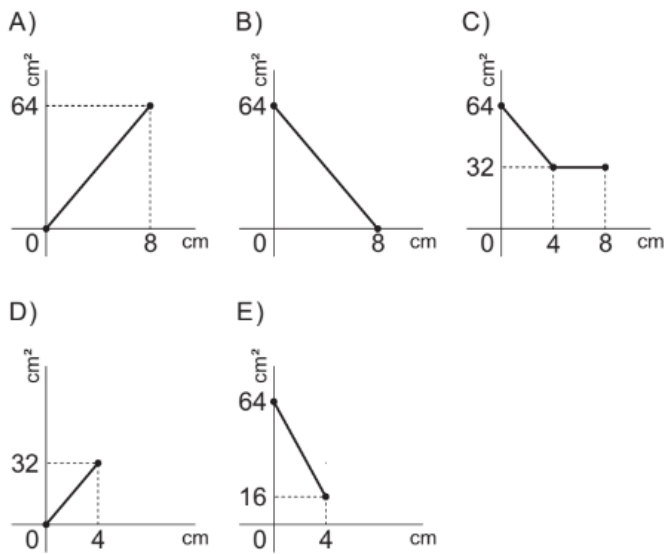 A) B) C)
cm² cm² cm²
64 64 64
32
0 8 cm 0 8 cm 0 4 8 cm
D) E)
cm² cm²
64
32
16
0 4 cm 0 4 cm